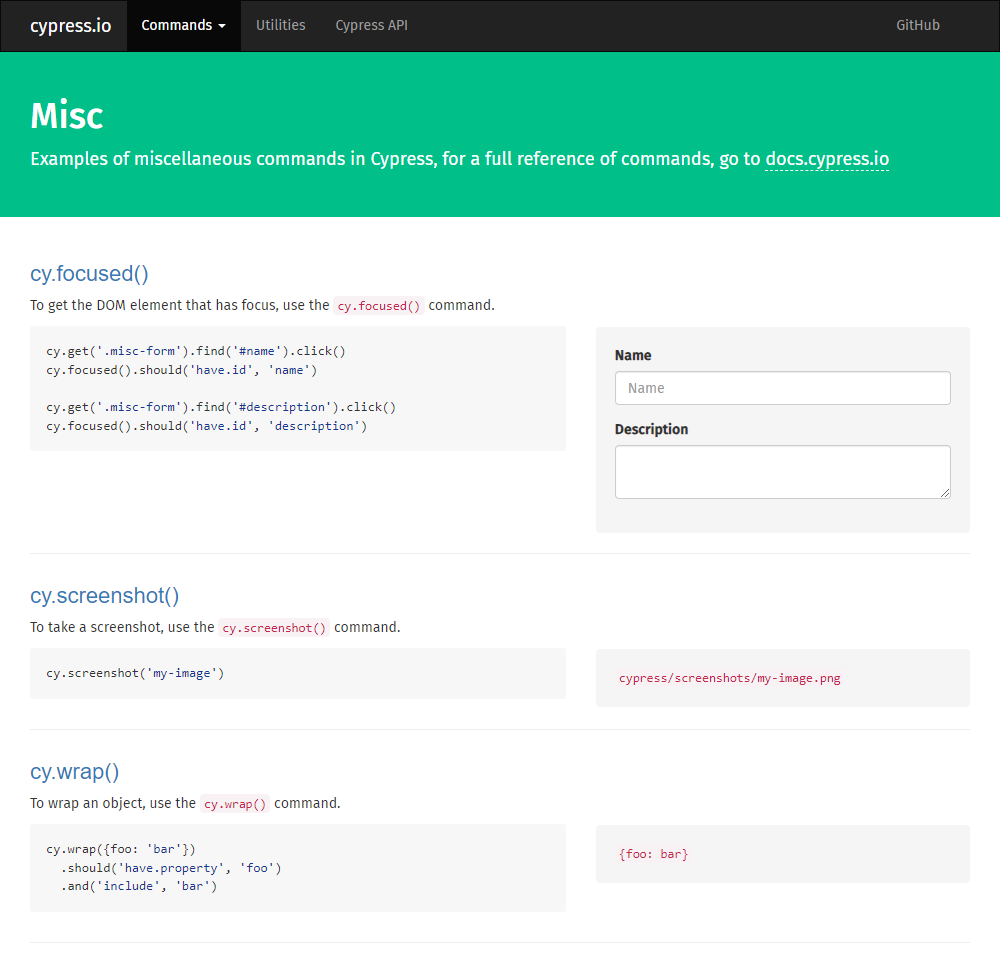 cypress.io Commands Utilities Cypress API GitHub
Misc
Examples of miscellaneous commands in Cypress, for a full reference of commands, go to docs.cypress.io
cy.focused()
To get the DOM element that has focus, use the cy.focused() command.
cy.get('.misc-form').find('#name').click()
cy.focused().should('have.id', 'name')
cy.get('.misc-form').find('#description').click()
cy.focused().should('have.id', 'description')
Name
Name
Description
cy.screenshot()
To take a screenshot, use the cy.screenshot() command.
cy.screenshot('my-image')
cypress/screenshots/my-image.png
cy.wrap()
To wrap an object, use the cy.wrap() command.
cy.wrap({foo: 'bar'})
.should('have.property', 'foo')
.and('include', 'bar')
{foo: bar}